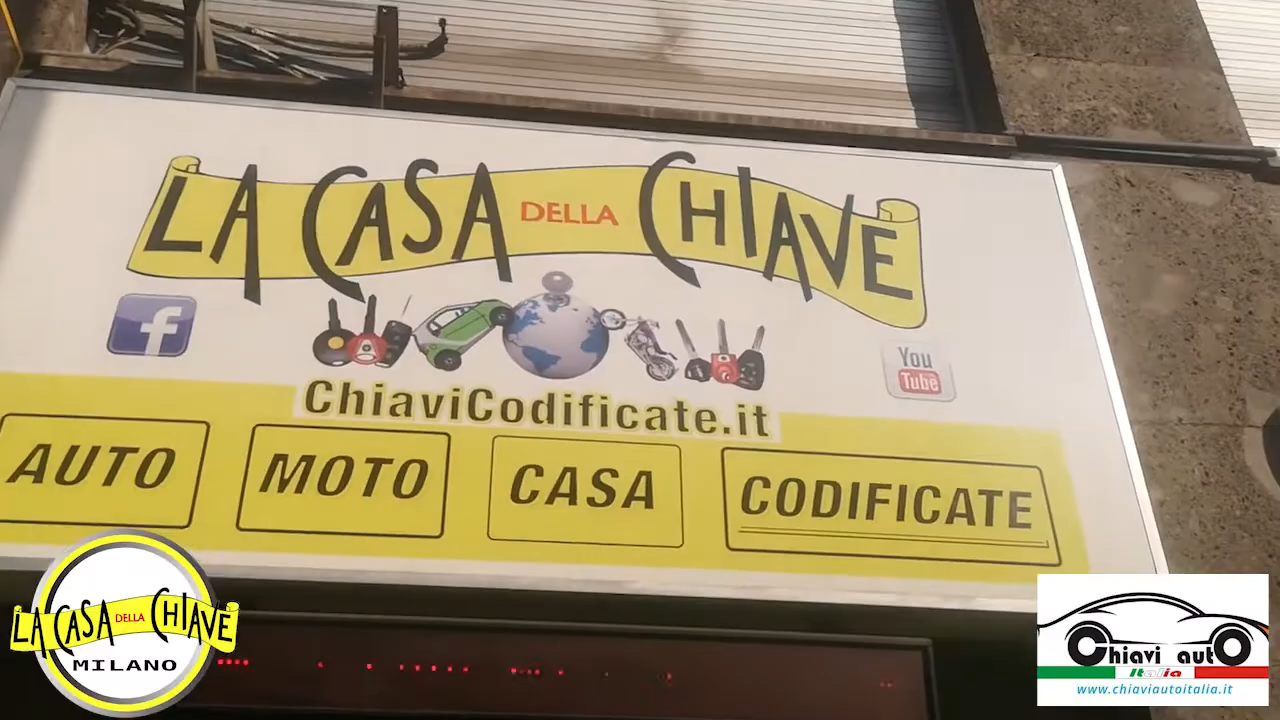 LA CASA DELLA CHIAVE
f
You
Tube
ChiaviCodificate.it
AUTO MOTO CASA CODIFICATE
LA CASA DELLA CHIAVE
MILANO
Chiavi auto
Italia
www.chiaviautoitalia.it